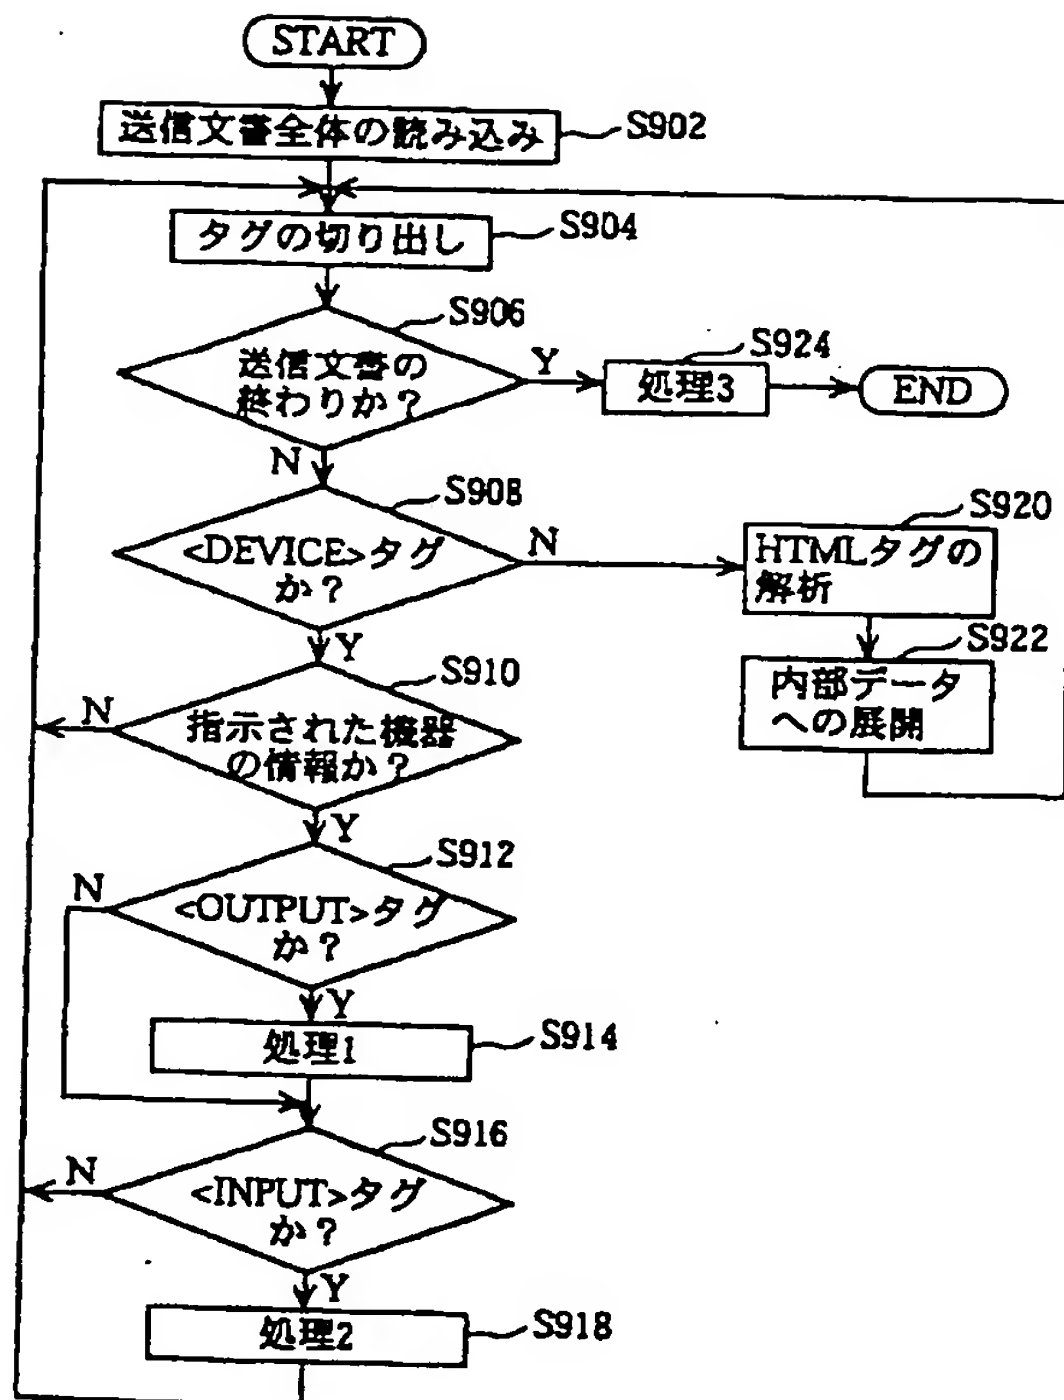 START
送信文書全体の読み込み
S902
タグの切り出し
S904
送信文書の
終わりか？
S906
Y
処理3
S924
END
N
<DEVICE>タグ
か？
S908
N
HTMLタグの
解析
S920
内部データ
への展開
S922
Y
指示された機器
の情報か？
S910
N
Y
<OUTPUT>タグ
か？
S912
N
Y
処理1
S914
<INPUT>タグ
か？
S916
N
Y
処理2
S918